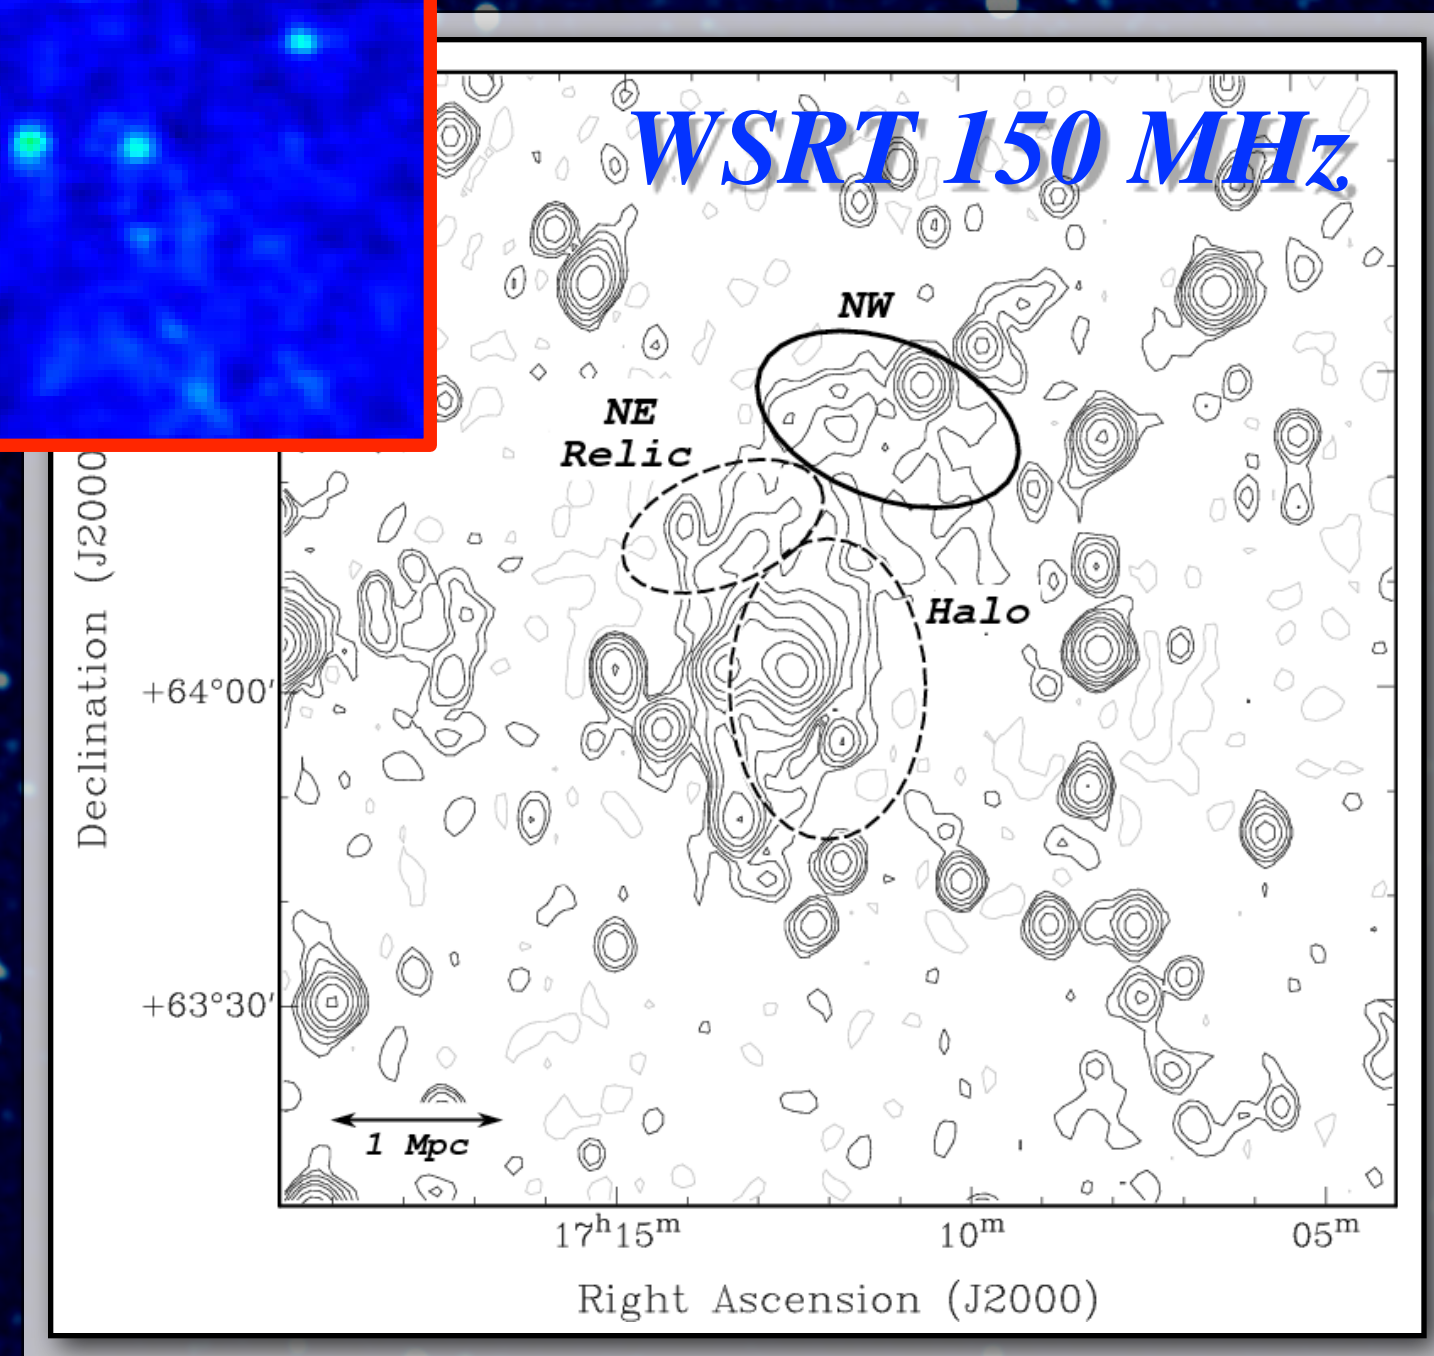 WSRT 150 MHz
NW
NE
Relic
Halo
Declination (J2000
+64°00′
+63°30′
1 Mpc
17ʰ15ᵐ
10ᵐ
05ᵐ
Right Ascension (J2000)